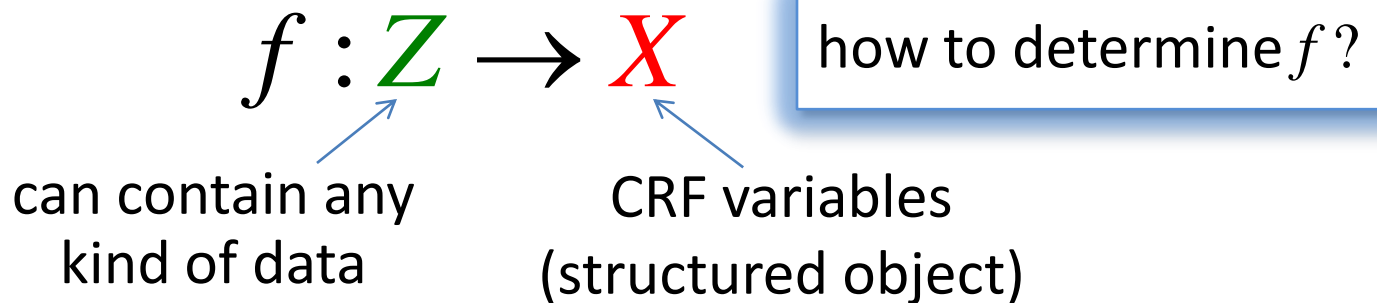 f : Z → X
how to determine f ?
can contain any
kind of data
CRF variables
(structured object)